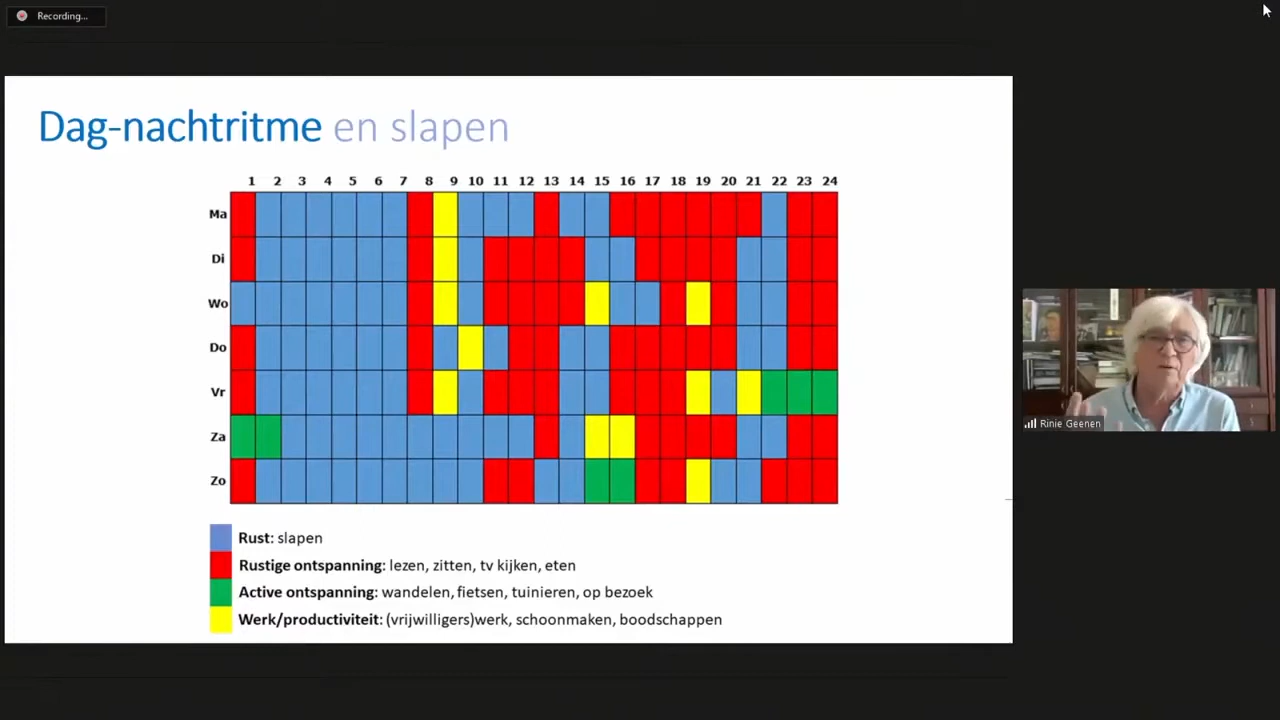 Recording...
Dag-nachtritme en slapen
1 2 3 4 5 6 7 8 9 10 11 12 13 14 15 16 17 18 19 20 21 22 23 24
Ma
Di
Wo
Do
Vr
Za
Zo
Rust: slapen
Rustige ontspanning: lezen, zitten, tv kijken, eten
Active ontspanning: wandelen, fietsen, tuinieren, op bezoek
Werk/productiviteit: (vrijwilligers)werk, schoonmaken, boodschappen
Rinie Geenen